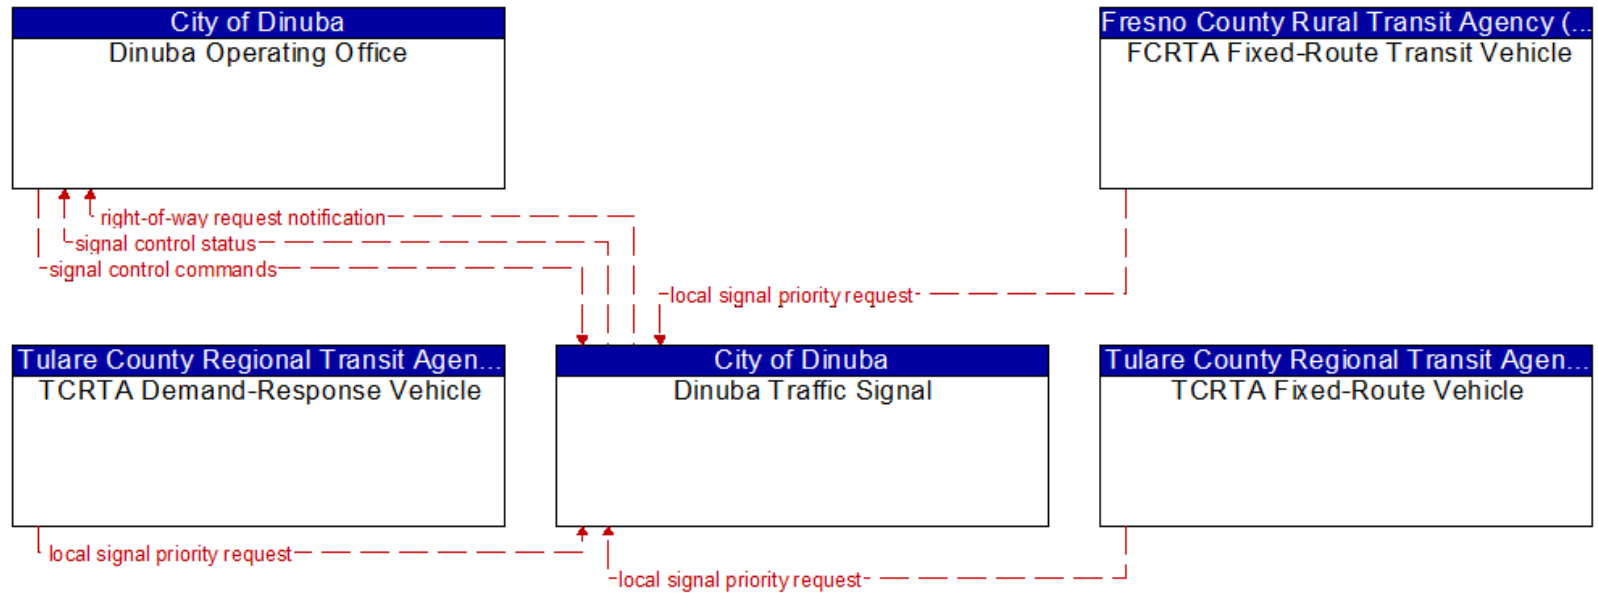 City of Dinuba
Dinuba Operating Office
Fresno County Rural Transit Agency (...
FCRTA Fixed-Route Transit Vehicle
right-of-way request notification
signal control status
signal control commands
local signal priority request
Tulare County Regional Transit Agen...
TCRTA Demand-Response Vehicle
City of Dinuba
Dinuba Traffic Signal
Tulare County Regional Transit Agen...
TCRTA Fixed-Route Vehicle
local signal priority request
local signal priority request